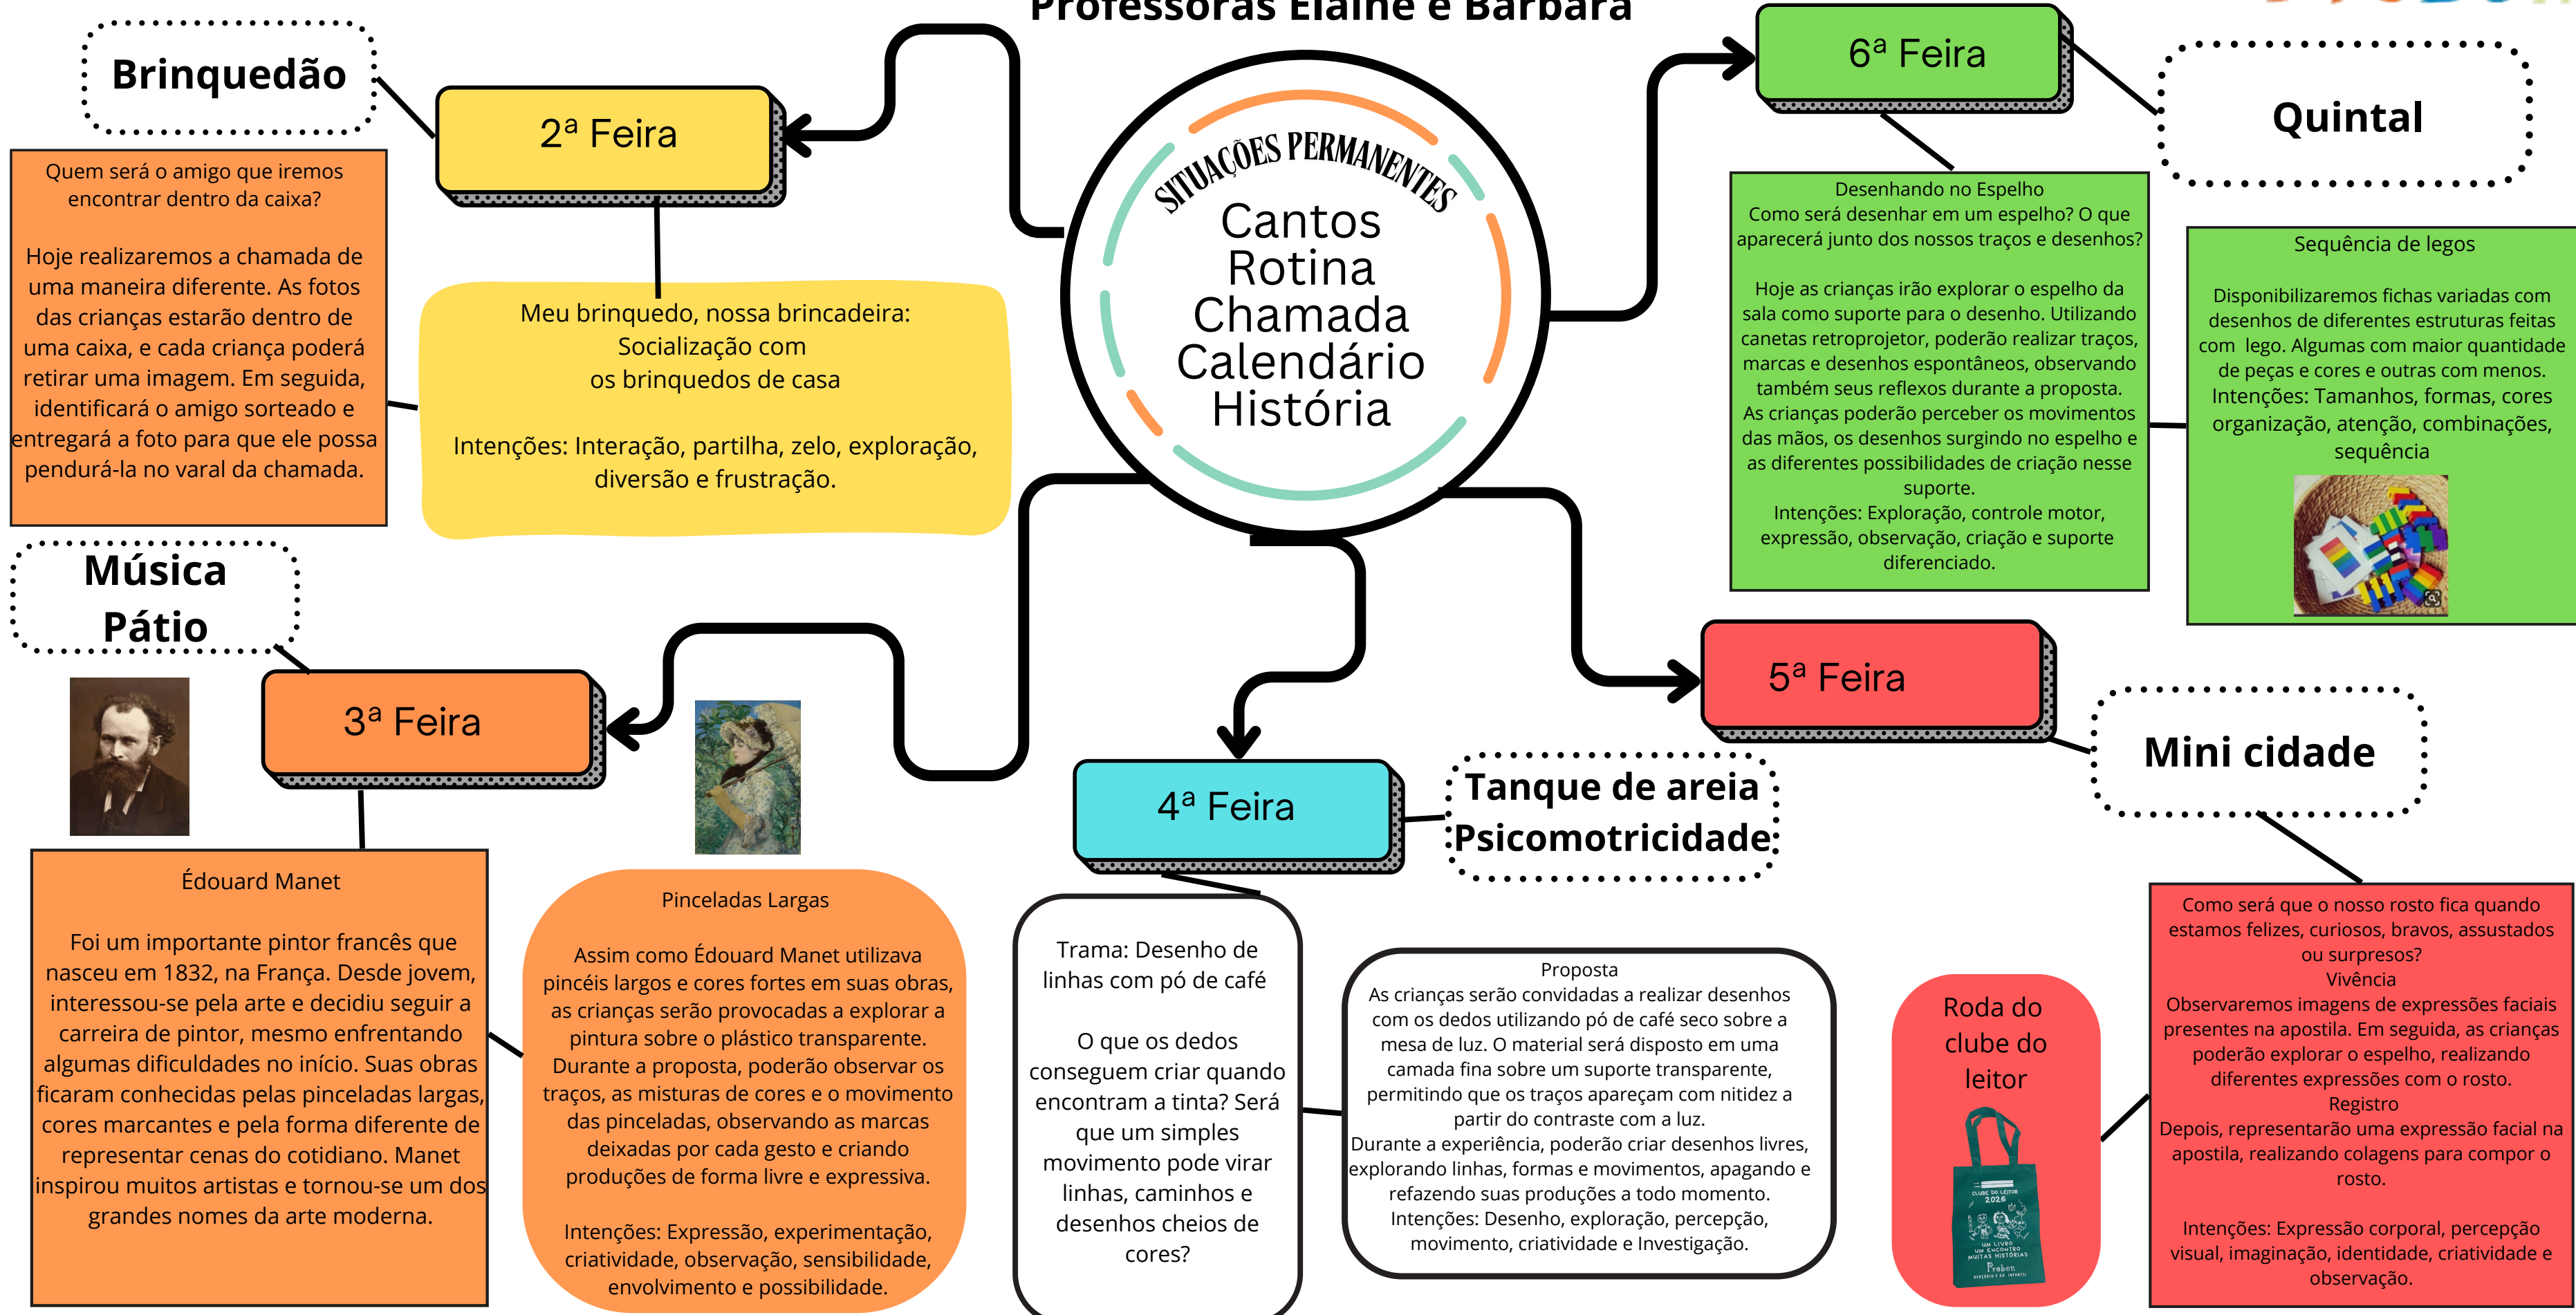 Professoras Elaine e Bárbara
SITUAÇÕES PERMANENTES
Cantos
Rotina
Chamada
Calendário
História
Brinquedão
2ª Feira
Quem será o amigo que iremos
encontrar dentro da caixa?
Hoje realizaremos a chamada de
uma maneira diferente. As fotos
das crianças estarão dentro de
uma caixa, e cada criança poderá
retirar uma imagem. Em seguida,
identificará o amigo sorteado e
entregará a foto para que ele possa
pendurá-la no varal da chamada.
Meu brinquedo, nossa brincadeira:
Socialização com
os brinquedos de casa
Intenções: Interação, partilha, zelo, exploração,
diversão e frustração.
Música
Pátio
3ª Feira
Édouard Manet
Foi um importante pintor francês que
nasceu em 1832, na França. Desde jovem,
interessou-se pela arte e decidiu seguir a
carreira de pintor, mesmo enfrentando
algumas dificuldades no início. Suas obras
ficaram conhecidas pelas pinceladas largas,
cores marcantes e pela forma diferente de
representar cenas do cotidiano. Manet
inspirou muitos artistas e tornou-se um dos
grandes nomes da arte moderna.
Pinceladas Largas
Assim como Édouard Manet utilizava
pincéis largos e cores fortes em suas obras,
as crianças serão provocadas a explorar a
pintura sobre o plástico transparente.
Durante a proposta, poderão observar os
traços, as misturas de cores e o movimento
das pinceladas, observando as marcas
deixadas por cada gesto e criando
produções de forma livre e expressiva.
Intenções: Expressão, experimentação,
criatividade, observação, sensibilidade,
envolvimento e possibilidade.
4ª Feira
Tanque de areia
Psicomotricidade
Trama: Desenho de
linhas com pó de café
O que os dedos
conseguem criar quando
encontram a tinta? Será
que um simples
movimento pode virar
linhas, caminhos e
desenhos cheios de
cores?
Proposta
As crianças serão convidadas a realizar desenhos
com os dedos utilizando pó de café seco sobre a
mesa de luz. O material será disposto em uma
camada fina sobre um suporte transparente,
permitindo que os traços apareçam com nitidez a
partir do contraste com a luz.
Durante a experiência, poderão criar desenhos livres,
explorando linhas, formas e movimentos, apagando e
refazendo suas produções a todo momento.
Intenções: Desenho, exploração, percepção,
movimento, criatividade e Investigação.
5ª Feira
Mini cidade
Como será que o nosso rosto fica quando
estamos felizes, curiosos, bravos, assustados
ou surpresos?
Vivência
Observaremos imagens de expressões faciais
presentes na apostila. Em seguida, as crianças
poderão explorar o espelho, realizando
diferentes expressões com o rosto.
Registro
Depois, representarão uma expressão facial na
apostila, realizando colagens para compor o
rosto.
Intenções: Expressão corporal, percepção
visual, imaginação, identidade, criatividade e
observação.
Roda do
clube do
leitor
CLUBE DO LEITOR
2026
UM LIVRO
UM ENCONTRO
MUITAS HISTÓRIAS
Proben
BERÇÁRIO E ED. INFANTIL
6ª Feira
Quintal
Desenhando no Espelho
Como será desenhar em um espelho? O que
aparecerá junto dos nossos traços e desenhos?
Hoje as crianças irão explorar o espelho da
sala como suporte para o desenho. Utilizando
canetas retroprojetor, poderão realizar traços,
marcas e desenhos espontâneos, observando
também seus reflexos durante a proposta.
As crianças poderão perceber os movimentos
das mãos, os desenhos surgindo no espelho e
as diferentes possibilidades de criação nesse
suporte.
Intenções: Exploração, controle motor,
expressão, observação, criação e suporte
diferenciado.
Sequência de legos
Disponibilizaremos fichas variadas com
desenhos de diferentes estruturas feitas
com  lego. Algumas com maior quantidade
de peças e cores e outras com menos.
Intenções: Tamanhos, formas, cores
organização, atenção, combinações,
sequência